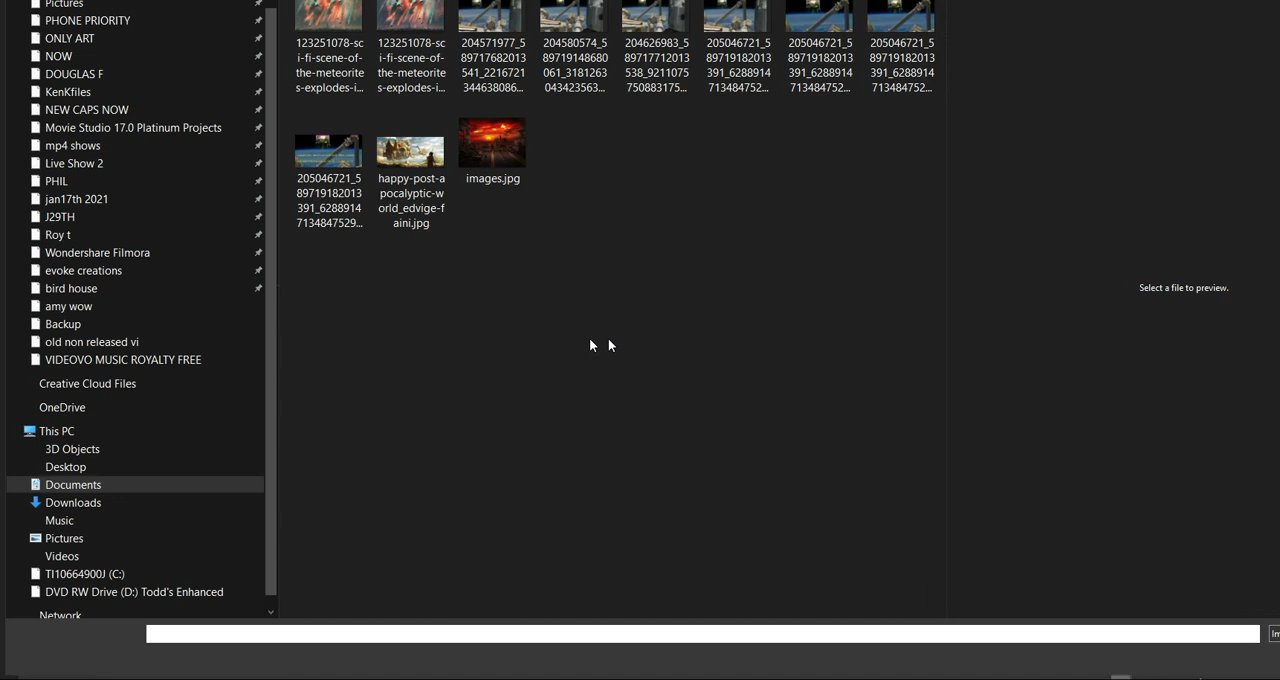 Pictures
PHONE PRIORITY
ONLY ART
NOW
DOUGLAS F
KenKfiles
NEW CAPS NOW
Movie Studio 17.0 Platinum Projects
mp4 shows
Live Show 2
PHIL
jan17th 2021
J29TH
Roy t
Wondershare Filmora
evoke creations
bird house
amy wow
Backup
old non released vi
VIDEOVO MUSIC ROYALTY FREE
Creative Cloud Files
OneDrive
This PC
3D Objects
Desktop
Documents
Downloads
Music
Pictures
Videos
TI10664900J (C:)
DVD RW Drive (D:) Todd's Enhanced
Network
123251078-sc
i-fi-scene-of-
the-meteorite
s-explodes-i...
123251078-sc
i-fi-scene-of-
the-meteorite
s-explodes-i...
204571977_5
89717682013
541_2216721
344638086...
204580574_5
89719148680
061_3181263
043423563...
204626983_5
89717712013
538_9211075
750883175...
205046721_5
89719182013
391_6288914
713484752...
205046721_5
89719182013
391_6288914
713484752...
205046721_5
89719182013
391_6288914
713484752...
205046721_5
89719182013
391_6288914
7134847529...
happy-post-a
pocalyptic-w
orld_edvige-f
aini.jpg
images.jpg
Select a file to preview.
Im